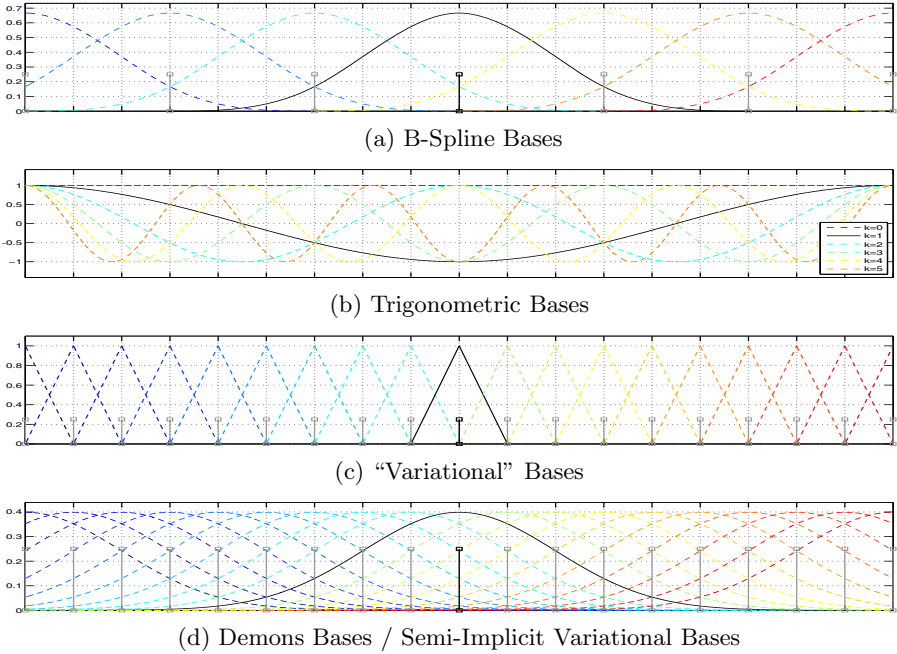 0.7
0.6
0.5
0.4
0.3
0.2
0.1
0
(a) B-Spline Bases
1
0.5
0
−0.5
−1
k=0
k=1
k=2
k=3
k=4
k=5
(b) Trigonometric Bases
1
0.8
0.6
0.4
0.2
0
(c) “Variational” Bases
0.4
0.3
0.2
0.1
0
(d) Demons Bases / Semi-Implicit Variational Bases